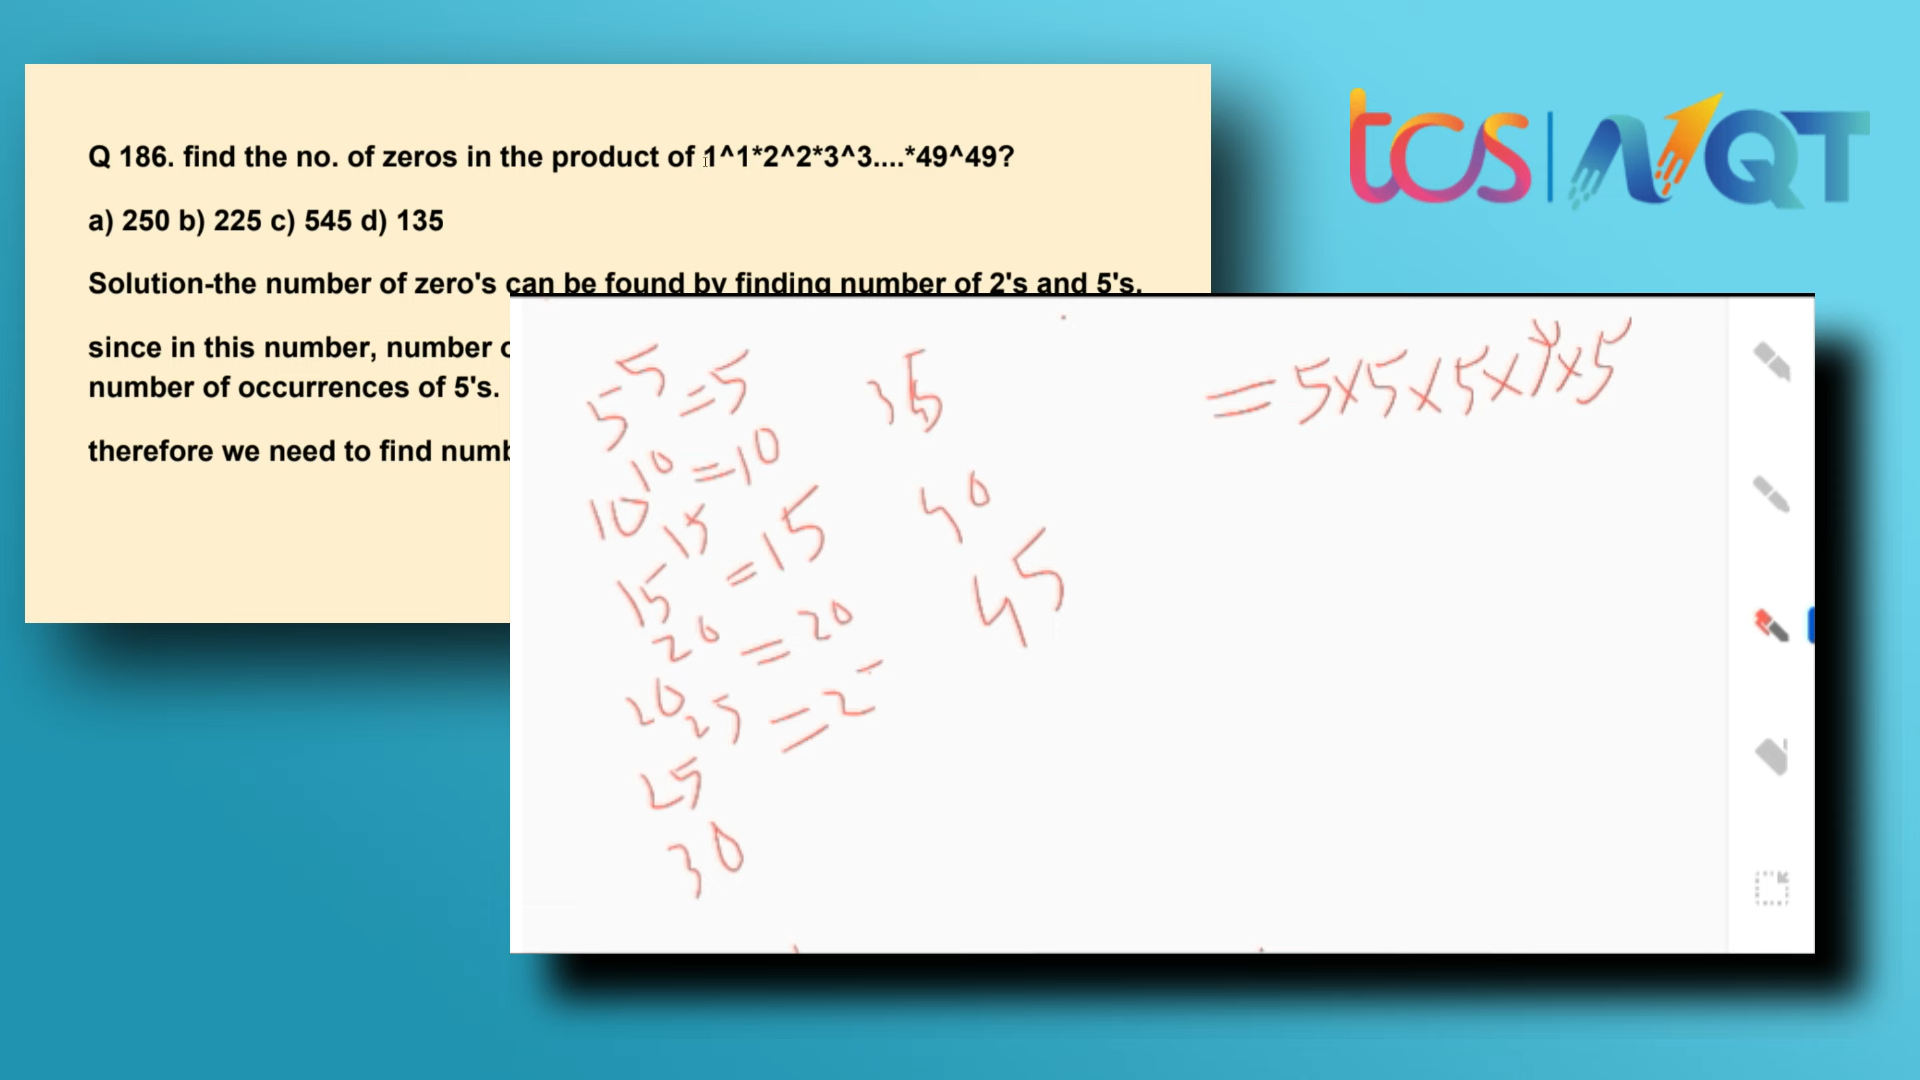 Q 186. find the no. of zeros in the product of 1^1*2^2*3^3....*49^49?
a) 250 b) 225 c) 545 d) 135
Solution-the number of zero's can be found by finding number of 2's and 5's.
since in this number, number
number of occurrences of 5's.
therefore we need to find
tcs | NQT
5^5 = 5
10^10 = 10
15^15 = 15
20^20 = 20
25^25 = 2
30
35
40
45
= 5×5×5× ×5